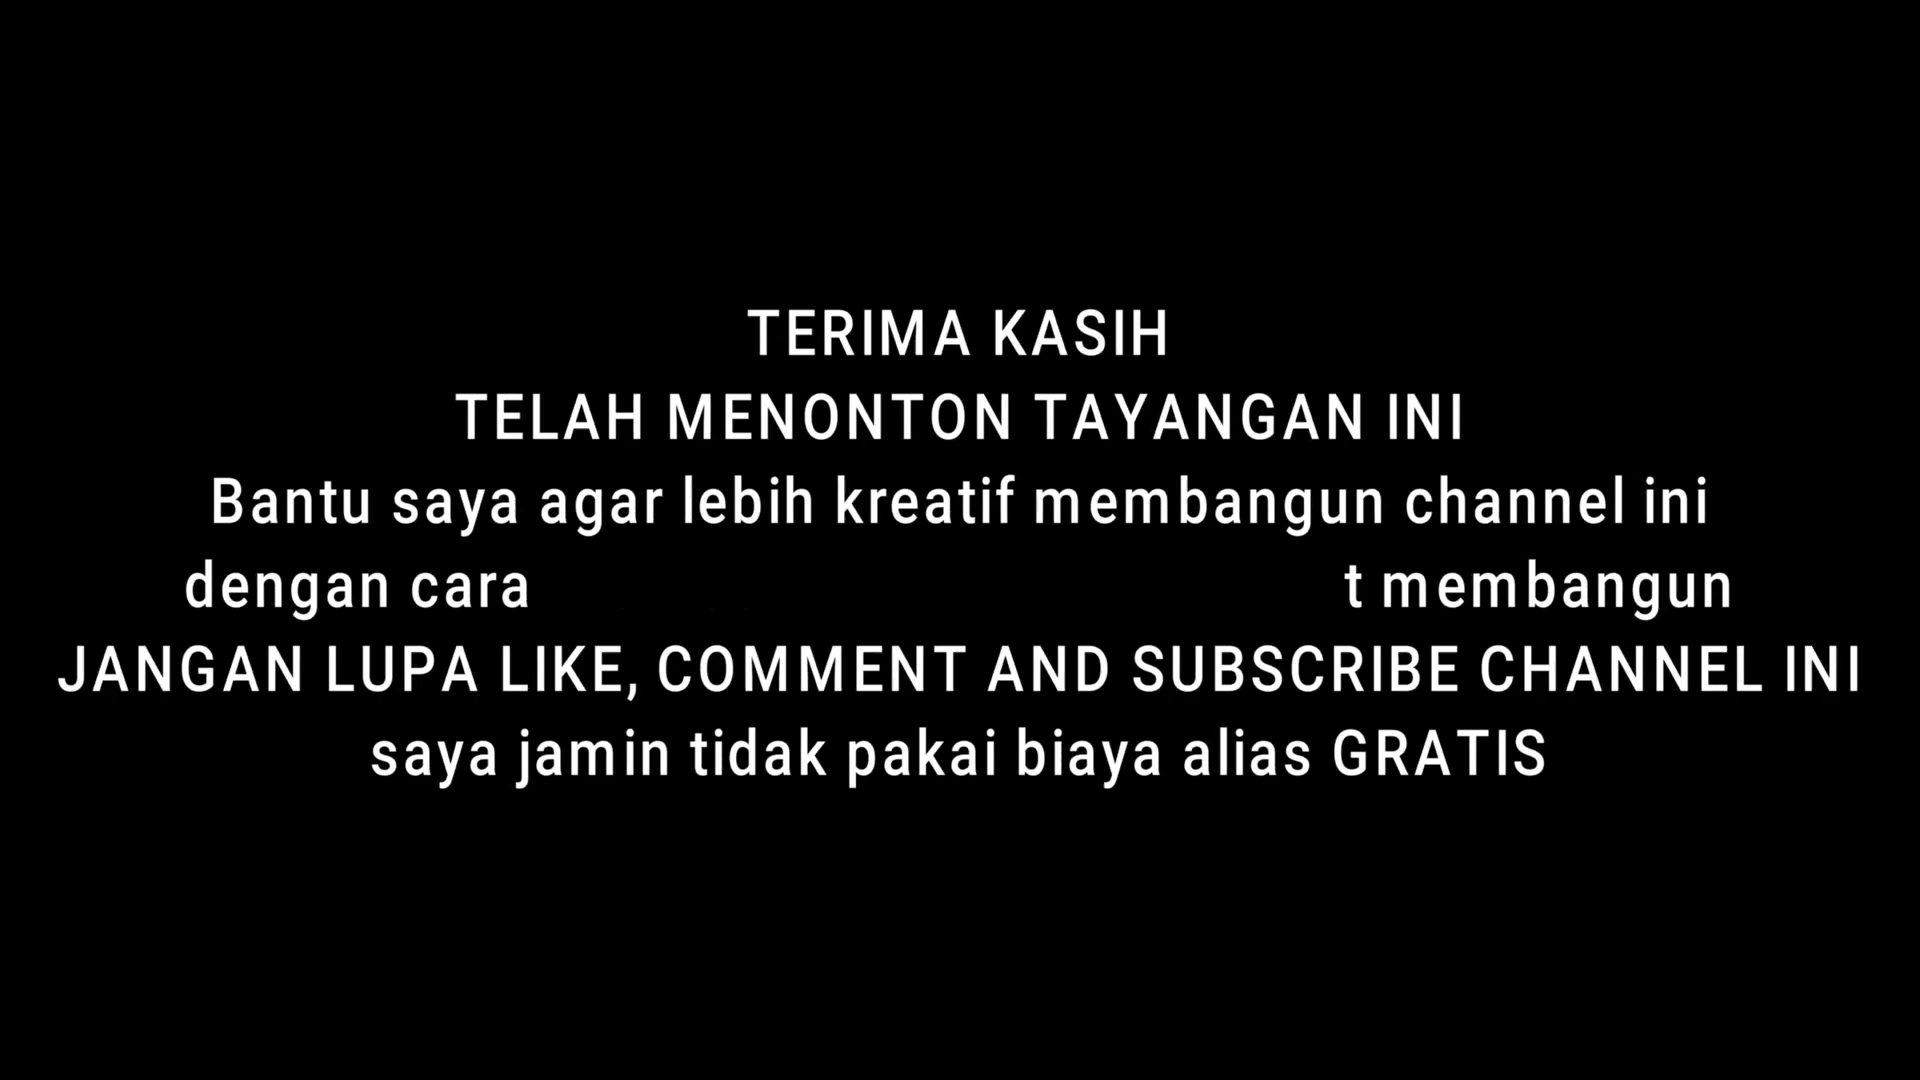 TERIMA KASIH
TELAH MENONTON TAYANGAN INI
Bantu saya agar lebih kreatif membangun channel ini
dengan cara t membangun
JANGAN LUPA LIKE, COMMENT AND SUBSCRIBE CHANNEL INI
saya jamin tidak pakai biaya alias GRATIS